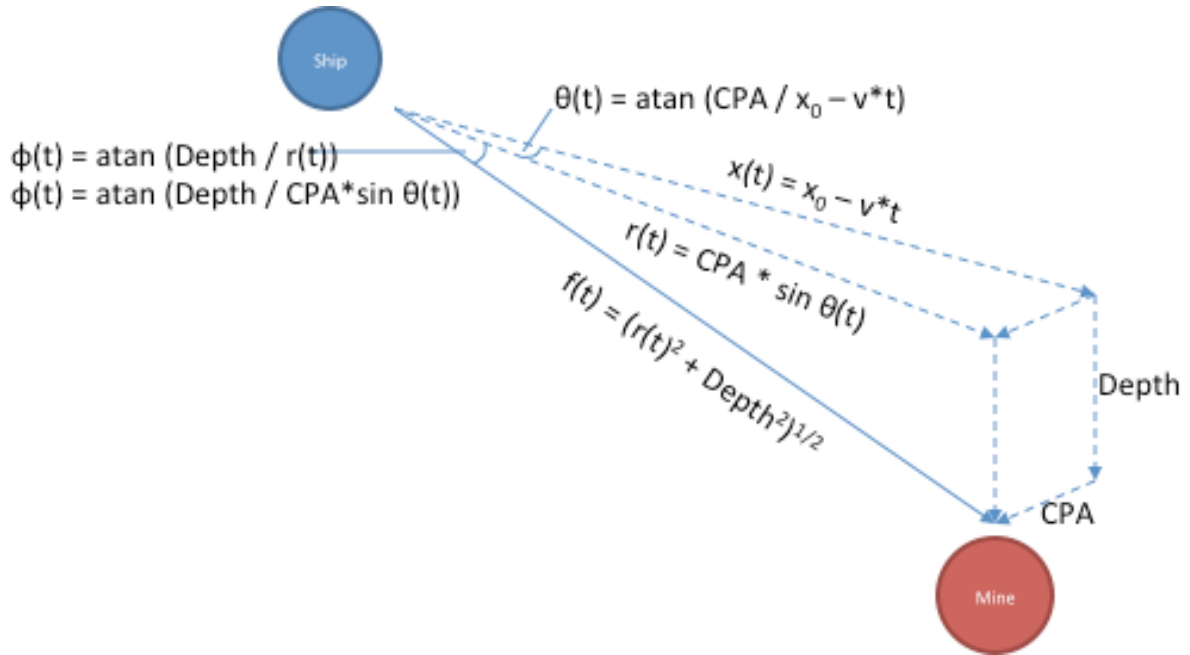 Ship
θ(t) = atan (CPA / x₀ – v*t)
ϕ(t) = atan (Depth / r(t))
ϕ(t) = atan (Depth / CPA*sin θ(t))
x(t) = x₀ – v*t
r(t) = CPA * sin θ(t)
f(t) = (r(t)² + Depth²)¹/²
Depth
CPA
Mine